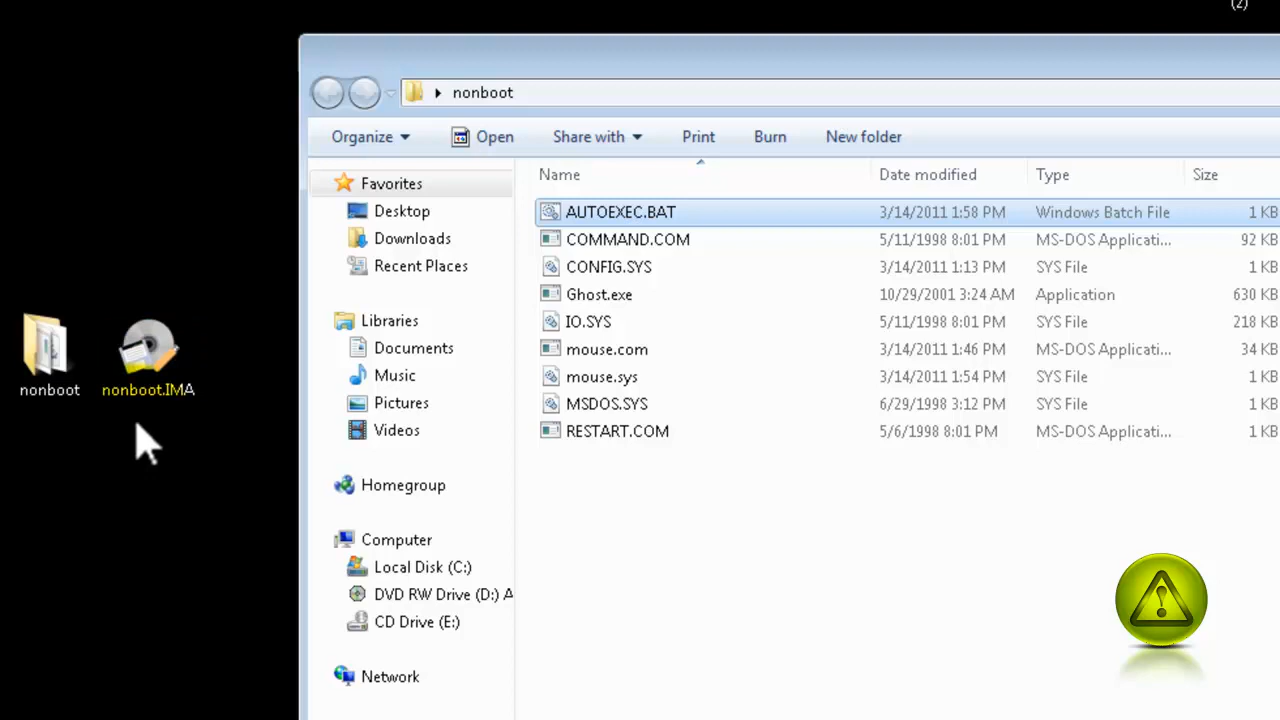 (2)
nonboot
Organize Open Share with Print Burn New folder
Name Date modified Type Size
Favorites
Desktop
Downloads
Recent Places
Libraries
Documents
Music
Pictures
Videos
Homegroup
Computer
Local Disk (C:)
DVD RW Drive (D:) A
CD Drive (E:)
Network
AUTOEXEC.BAT 3/14/2011 1:58 PM Windows Batch File 1 KB
COMMAND.COM 5/11/1998 8:01 PM MS-DOS Applicati... 92 KB
CONFIG.SYS 3/14/2011 1:13 PM SYS File 1 KB
Ghost.exe 10/29/2001 3:24 AM Application 630 KB
IO.SYS 5/11/1998 8:01 PM SYS File 218 KB
mouse.com 3/14/2011 1:46 PM MS-DOS Applicati... 34 KB
mouse.sys 3/14/2011 1:54 PM SYS File 1 KB
MSDOS.SYS 6/29/1998 3:12 PM SYS File 1 KB
RESTART.COM 5/6/1998 8:01 PM MS-DOS Applicati... 1 KB
nonboot
nonboot.IMA